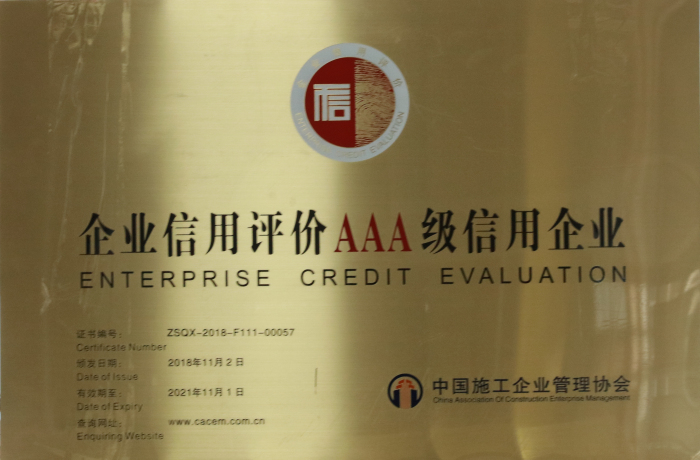 信
企业信用评价AAA级信用企业
ENTERPRISE CREDIT EVALUATION
证书编号: ZSQX-2018-F111-00057
Certificate Number
颁发日期: 2018年11月2日
Date of Issue
有效期至: 2021年11月1日
Date of Expiry
查询网址: www.cacem.com.cn
Enquiring Website
中国施工企业管理协会
China Association Of Construction Enterprise Management